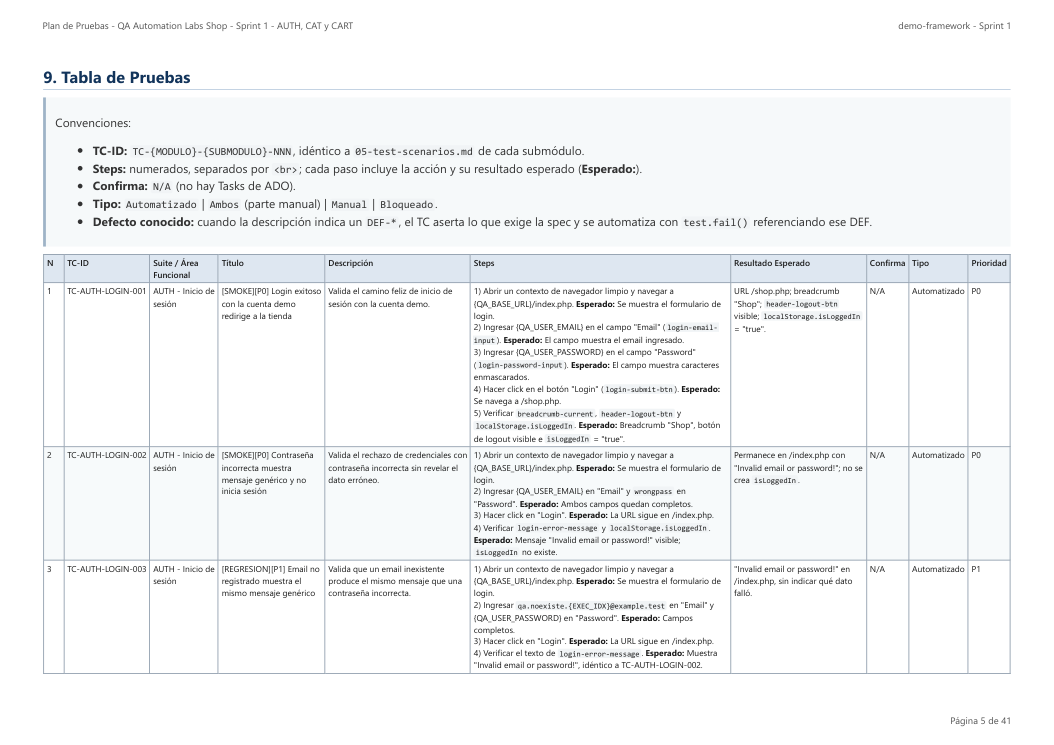 Plan de Pruebas - QA Automation Labs Shop - Sprint 1 - AUTH, CAT y CART
demo-framework - Sprint 1
9. Tabla de Pruebas
Convenciones:
• TC-ID: TC-{MODULO}-{SUBMODULO}-NNN, idéntico a 05-test-scenarios.md de cada submódulo.
• Steps: numerados, separados por <br>; cada paso incluye la acción y su resultado esperado (Esperado:).
• Confirma: N/A (no hay Tasks de ADO).
• Tipo: Automatizado | Ambos (parte manual) | Manual | Bloqueado.
• Defecto conocido: cuando la descripción indica un DEF-*, el TC aserta lo que exige la spec y se automatiza con test.fail() referenciando ese DEF.
N
TC-ID
Suite / Área
Funcional
Título
Descripción
Steps
Resultado Esperado
Confirma
Tipo
Prioridad
1
TC-AUTH-LOGIN-001
AUTH - Inicio de
sesión
[SMOKE][P0] Login exitoso
con la cuenta demo
redirige a la tienda
Valida el camino feliz de inicio de
sesión con la cuenta demo.
1) Abrir un contexto de navegador limpio y navegar a
{QA_BASE_URL}/index.php. Esperado: Se muestra el formulario de
login.
2) Ingresar {QA_USER_EMAIL} en el campo "Email" (login-email-
input). Esperado: El campo muestra el email ingresado.
3) Ingresar {QA_USER_PASSWORD} en el campo "Password"
(login-password-input). Esperado: El campo muestra caracteres
enmascarados.
4) Hacer click en el botón "Login" (login-submit-btn). Esperado:
Se navega a /shop.php.
5) Verificar breadcrumb-current, header-logout-btn y
localStorage.isLoggedIn. Esperado: Breadcrumb "Shop", botón
de logout visible e isLoggedIn = "true".
URL /shop.php; breadcrumb
"Shop"; header-logout-btn
visible; localStorage.isLoggedIn
= "true".
N/A
Automatizado
P0
2
TC-AUTH-LOGIN-002
AUTH - Inicio de
sesión
[SMOKE][P0] Contraseña
incorrecta muestra
mensaje genérico y no
inicia sesión
Valida el rechazo de credenciales con
contraseña incorrecta sin revelar el
dato erróneo.
1) Abrir un contexto de navegador limpio y navegar a
{QA_BASE_URL}/index.php. Esperado: Se muestra el formulario de
login.
2) Ingresar {QA_USER_EMAIL} en "Email" y wrongpass en
"Password". Esperado: Ambos campos quedan completos.
3) Hacer click en "Login". Esperado: La URL sigue en /index.php.
4) Verificar login-error-message y localStorage.isLoggedIn.
Esperado: Mensaje "Invalid email or password!" visible;
isLoggedIn no existe.
Permanece en /index.php con
"Invalid email or password!"; no se
crea isLoggedIn.
N/A
Automatizado
P0
3
TC-AUTH-LOGIN-003
AUTH - Inicio de
sesión
[REGRESION][P1] Email no
registrado muestra el
mismo mensaje genérico
Valida que un email inexistente
produce el mismo mensaje que una
contraseña incorrecta.
1) Abrir un contexto de navegador limpio y navegar a
{QA_BASE_URL}/index.php. Esperado: Se muestra el formulario de
login.
2) Ingresar qa.noexiste.{EXEC_IDX}@example.test en "Email" y
{QA_USER_PASSWORD} en "Password". Esperado: Campos
completos.
3) Hacer click en "Login". Esperado: La URL sigue en /index.php.
4) Verificar el texto de login-error-message. Esperado: Muestra
"Invalid email or password!", idéntico a TC-AUTH-LOGIN-002.
"Invalid email or password!" en
/index.php, sin indicar qué dato
falló.
N/A
Automatizado
P1
Página 5 de 41